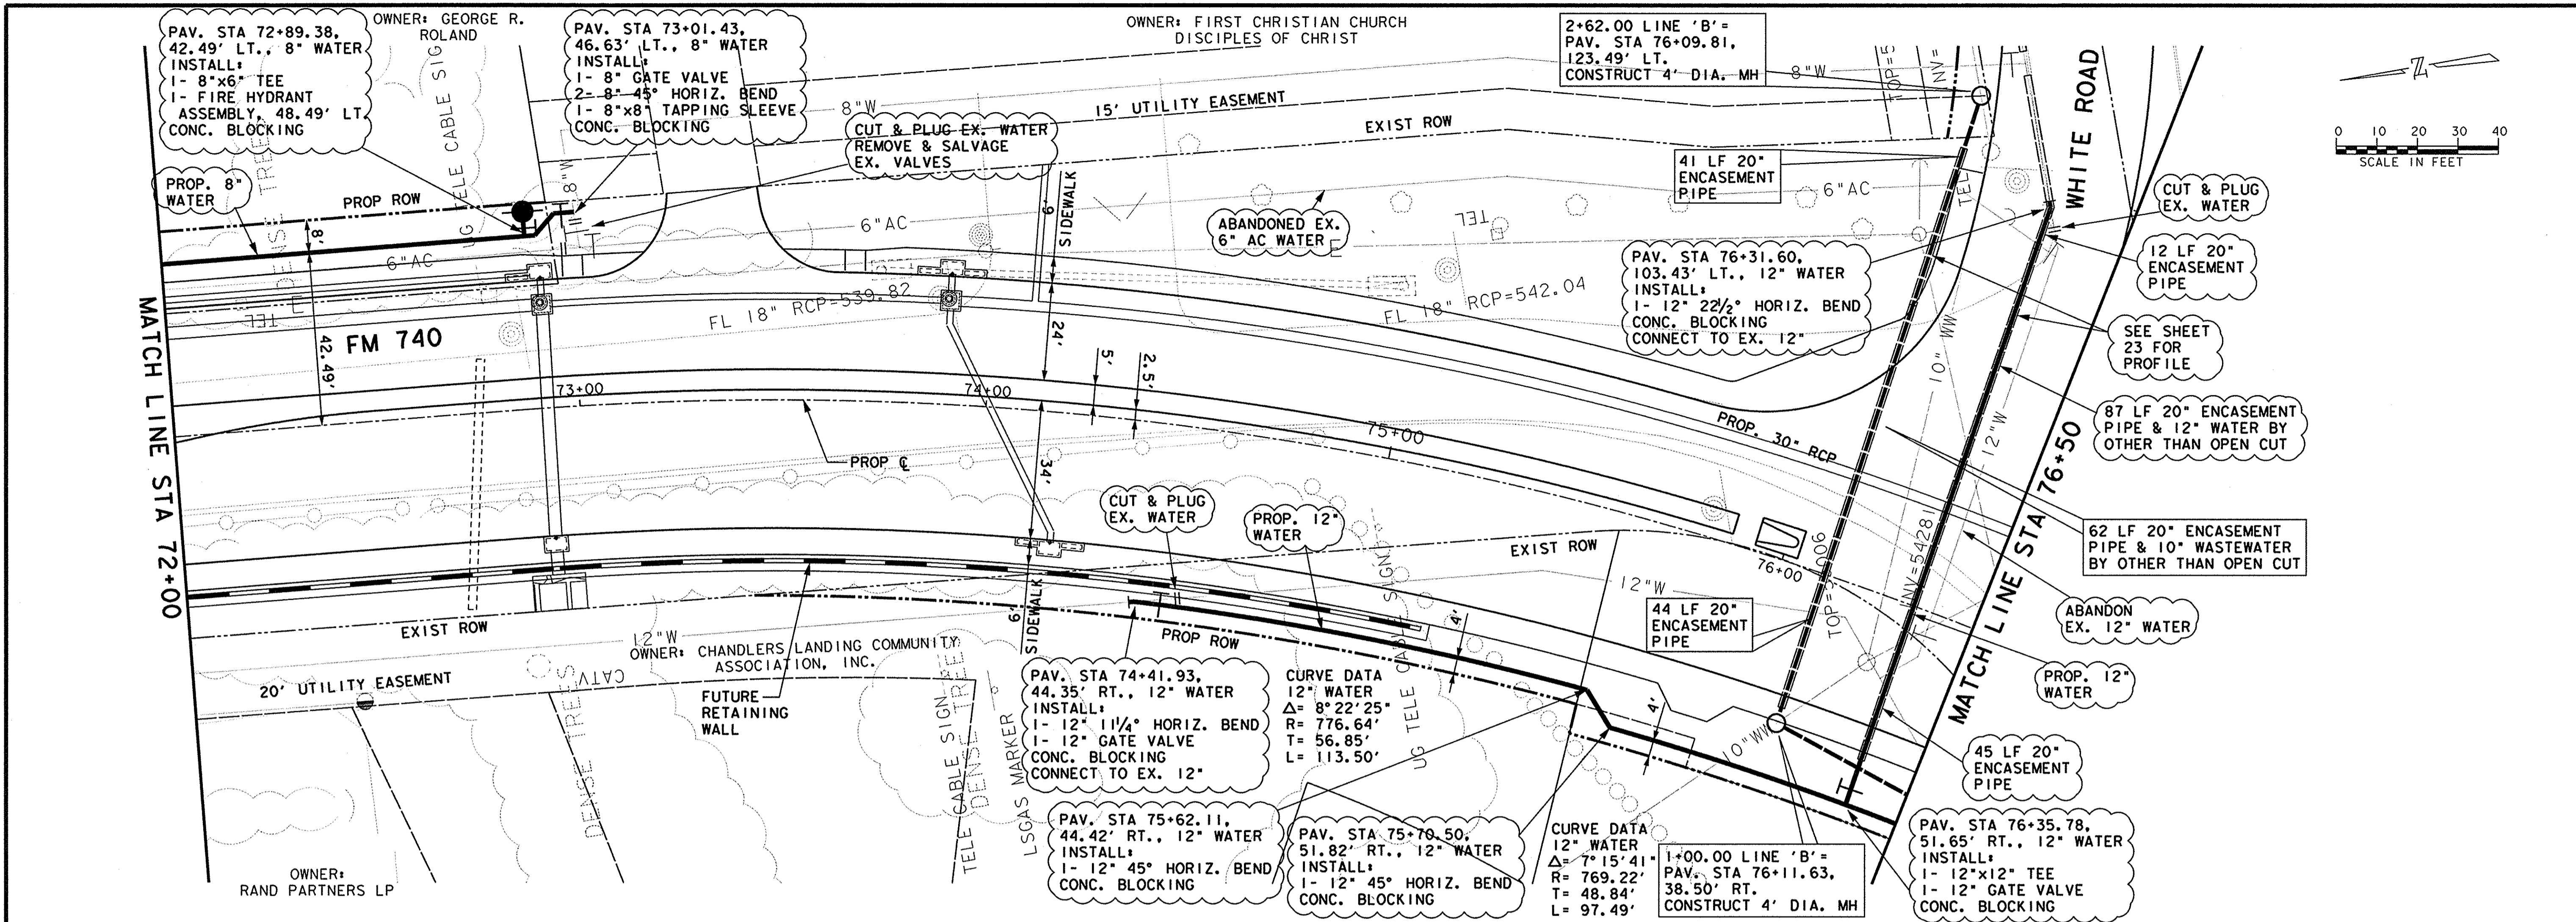 PAV. STA 72+89.38,
42.49' LT., 8" WATER
INSTALL:
1- 8"x6" TEE
1- FIRE HYDRANT
ASSEMBLY, 48.49' LT.
CONC. BLOCKING
OWNER: GEORGE R.
ROLAND
PAV. STA 73+01.43,
46.63' LT., 8" WATER
INSTALL:
1- 8" GATE VALVE
2- 8" 45° HORIZ. BEND
1- 8"x8" TAPPING SLEEVE
CONC. BLOCKING
OWNER: FIRST CHRISTIAN CHURCH
DISCIPLES OF CHRIST
2+62.00 LINE 'B'=
PAV. STA 76+09.81,
123.49' LT.
CONSTRUCT 4' DIA. MH
8"W
TOP=5
NV=
WHITE ROAD
Z
0 10 20 30 40
SCALE IN FEET
8"W
15' UTILITY EASEMENT
EXIST ROW
CUT & PLUG EX. WATER
REMOVE & SALVAGE
EX. VALVES
UG TELE CABLE SIG
DENSE TREE
8"W
PROP. 8"
WATER
PROP ROW
8'
6"AC
6"AC
TEL
6'
SIDEWALK
ABANDONED EX.
6" AC WATER
TEL
41 LF 20"
ENCASEMENT
PIPE
6"AC
TEL
CUT & PLUG
EX. WATER
12 LF 20"
ENCASEMENT
PIPE
PAV. STA 76+31.60,
103.43' LT., 12" WATER
INSTALL:
1- 12" 22½° HORIZ. BEND
CONC. BLOCKING
CONNECT TO EX. 12"
SEE SHEET
23 FOR
PROFILE
MATCH LINE STA 72+00
FM 740
42.49'
FL 18" RCP=539.82
FL 18" RCP=542.04
24'
5'
2.5'
73+00
74+00
75+00
76+00
PROP ℄
34'
PROP. 30" RCP
10" WW
12"W
87 LF 20" ENCASEMENT
PIPE & 12" WATER BY
OTHER THAN OPEN CUT
MATCH LINE STA 76+50
62 LF 20" ENCASEMENT
PIPE & 10" WASTEWATER
BY OTHER THAN OPEN CUT
CUT & PLUG
EX. WATER
PROP. 12"
WATER
EXIST ROW
12"W
INV=542.81
ABANDON
EX. 12" WATER
44 LF 20"
ENCASEMENT
PIPE
PROP. 12"
WATER
EXIST ROW
12"W
OWNER: CHANDLERS LANDING COMMUNITY
ASSOCIATION, INC.
6'
SIDEWALK
PROP ROW
4'
20' UTILITY EASEMENT
CATV
DENSE TREES
FUTURE
RETAINING
WALL
TELE CABLE SIGN
DENSE TREE
LSGAS MARKER
UG TELE CABLE SIGN
PAV. STA 74+41.93,
44.35' RT., 12" WATER
INSTALL:
1- 12" 11¼° HORIZ. BEND
1- 12" GATE VALVE
CONC. BLOCKING
CONNECT TO EX. 12"
CURVE DATA
12" WATER
Δ= 8°22'25"
R= 776.64'
T= 56.85'
L= 113.50'
4'
10"WW
45 LF 20"
ENCASEMENT
PIPE
OWNER:
RAND PARTNERS LP
PAV. STA 75+62.11,
44.42' RT., 12" WATER
INSTALL:
1- 12" 45° HORIZ. BEND
CONC. BLOCKING
PAV. STA 75+70.50,
51.82' RT., 12" WATER
INSTALL:
1- 12" 45° HORIZ. BEND
CONC. BLOCKING
CURVE DATA
12" WATER
Δ= 7°15'41"
R= 769.22'
T= 48.84'
L= 97.49'
1+00.00 LINE 'B'=
PAV. STA 76+11.63,
38.50' RT.
CONSTRUCT 4' DIA. MH
PAV. STA 76+35.78,
51.65' RT., 12" WATER
INSTALL:
1- 12"x12" TEE
1- 12" GATE VALVE
CONC. BLOCKING